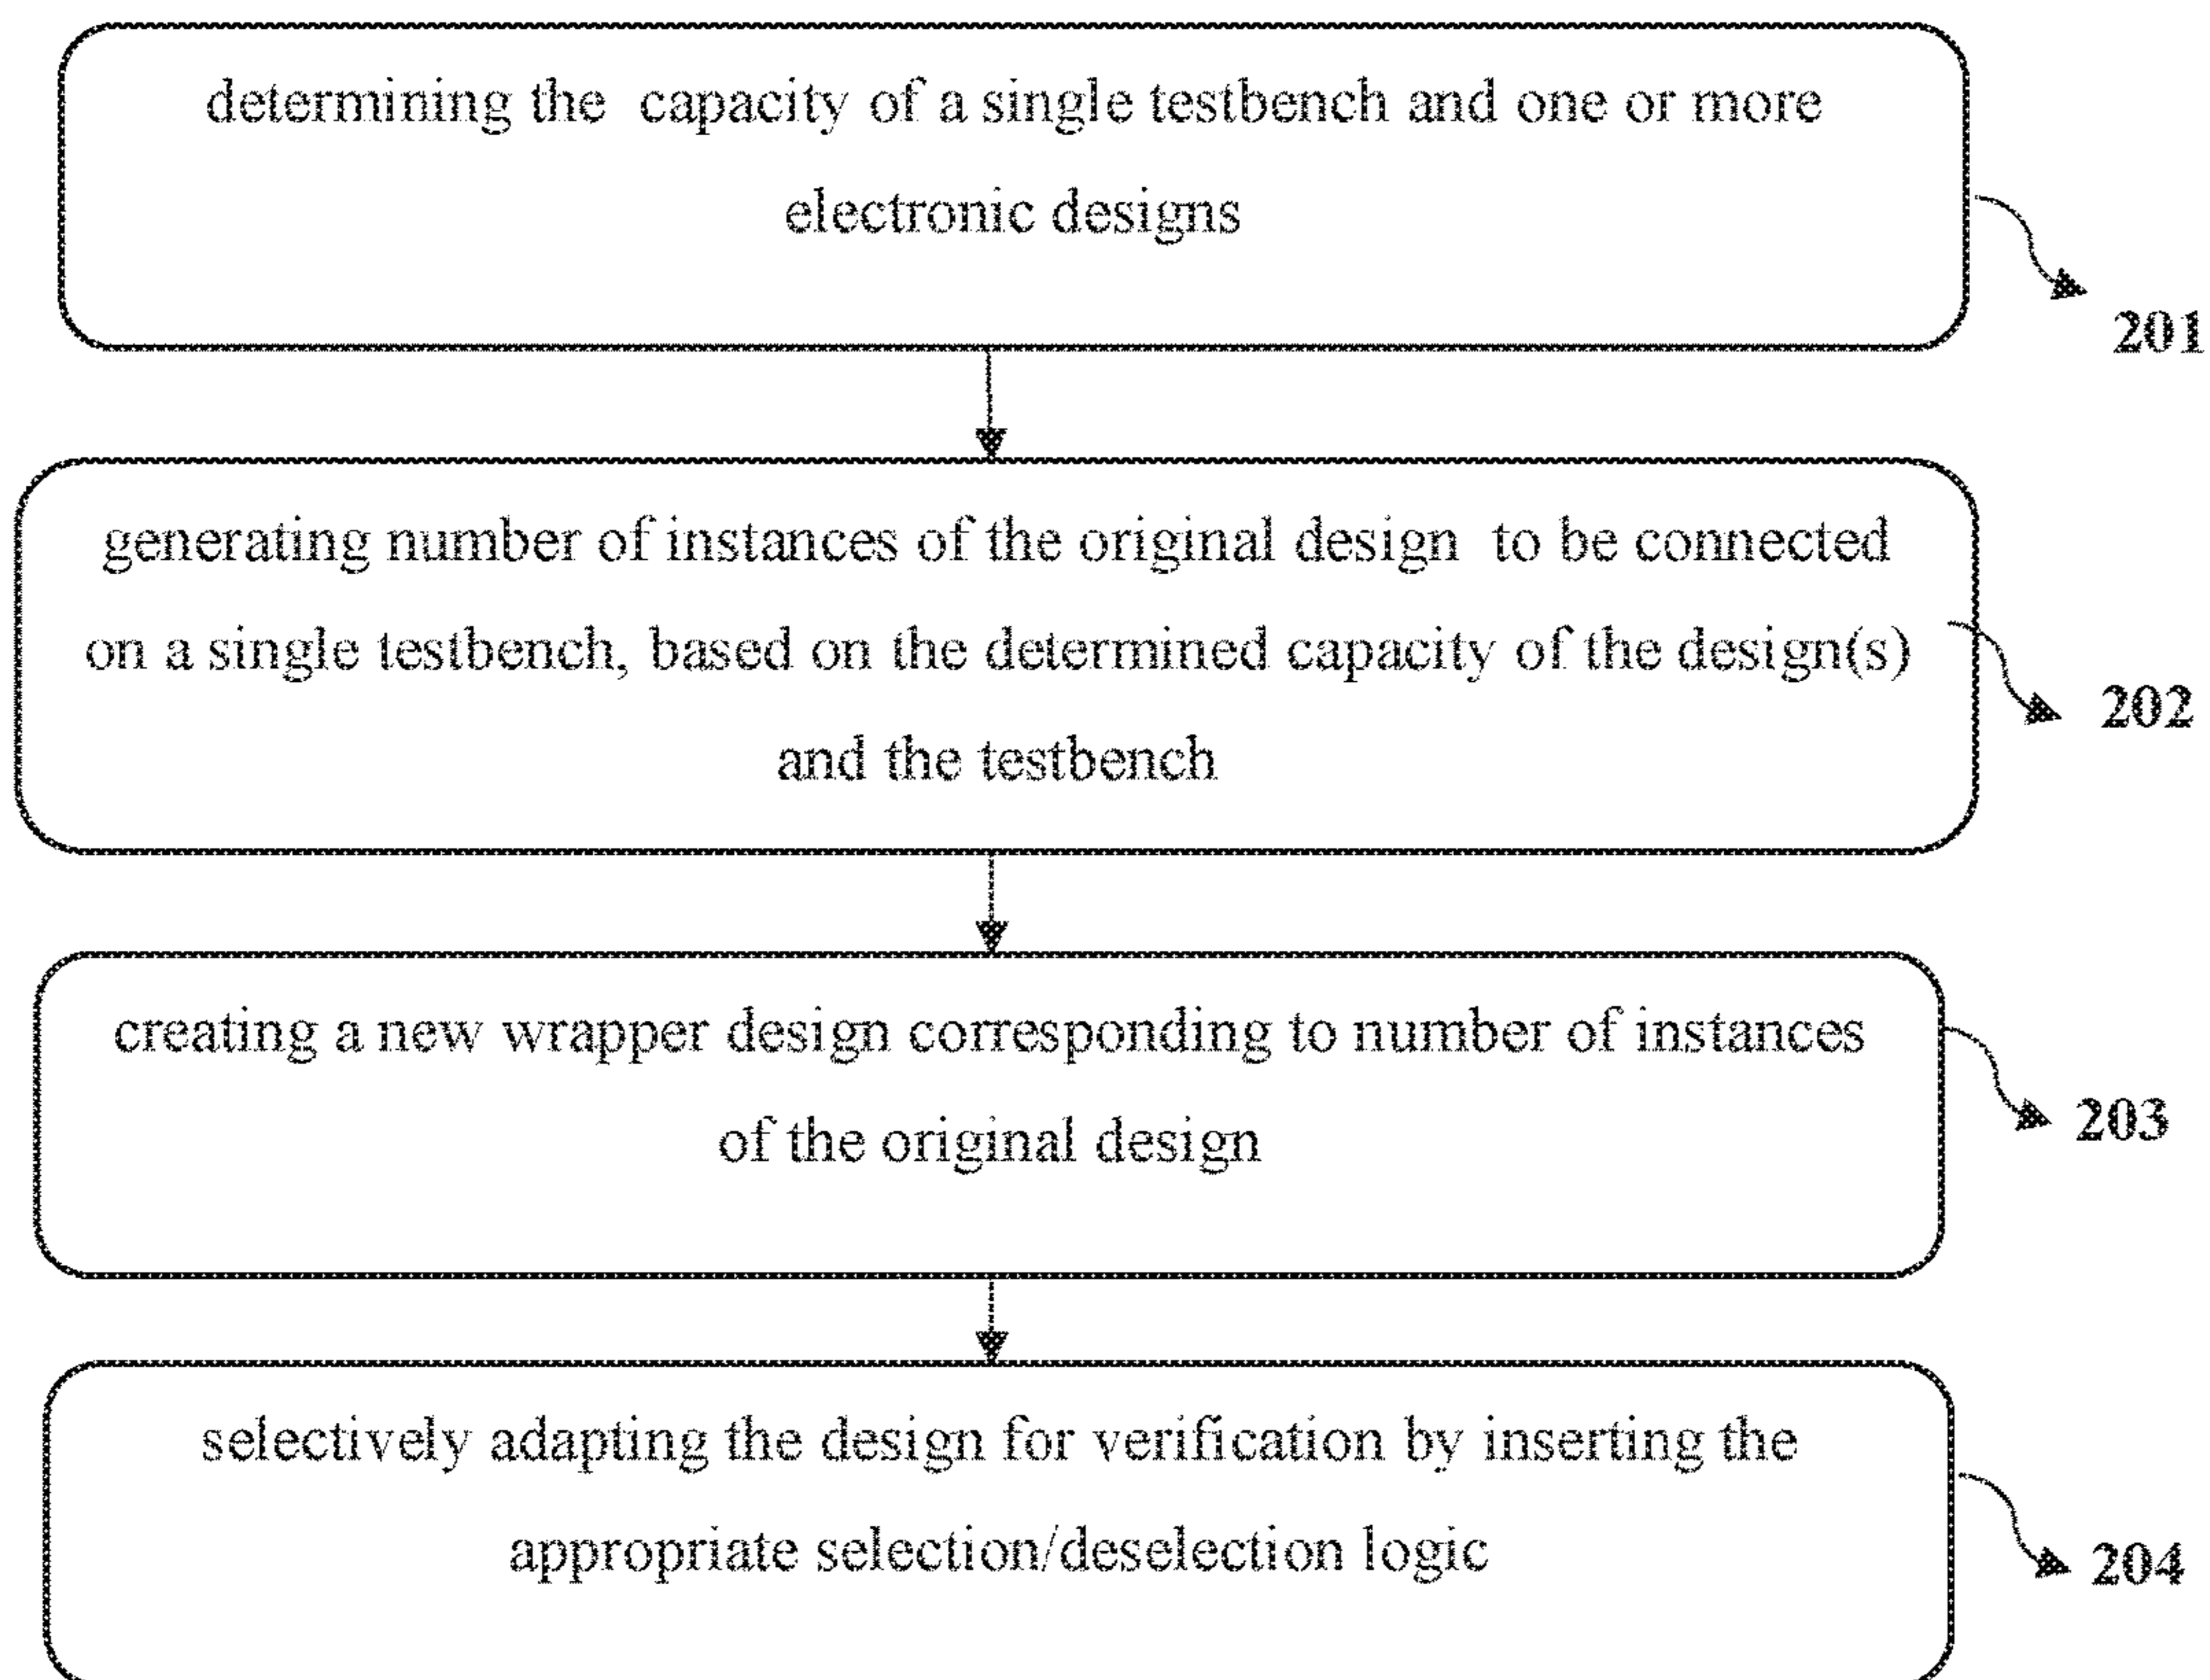 determining the capacity of a single testbench and one or more
electronic designs
201
generating number of instances of the original design to be connected
on a single testbench, based on the determined capacity of the design(s)
and the testbench
202
creating a new wrapper design corresponding to number of instances
of the original design
203
selectively adapting the design for verification by inserting the
appropriate selection/deselection logic
204